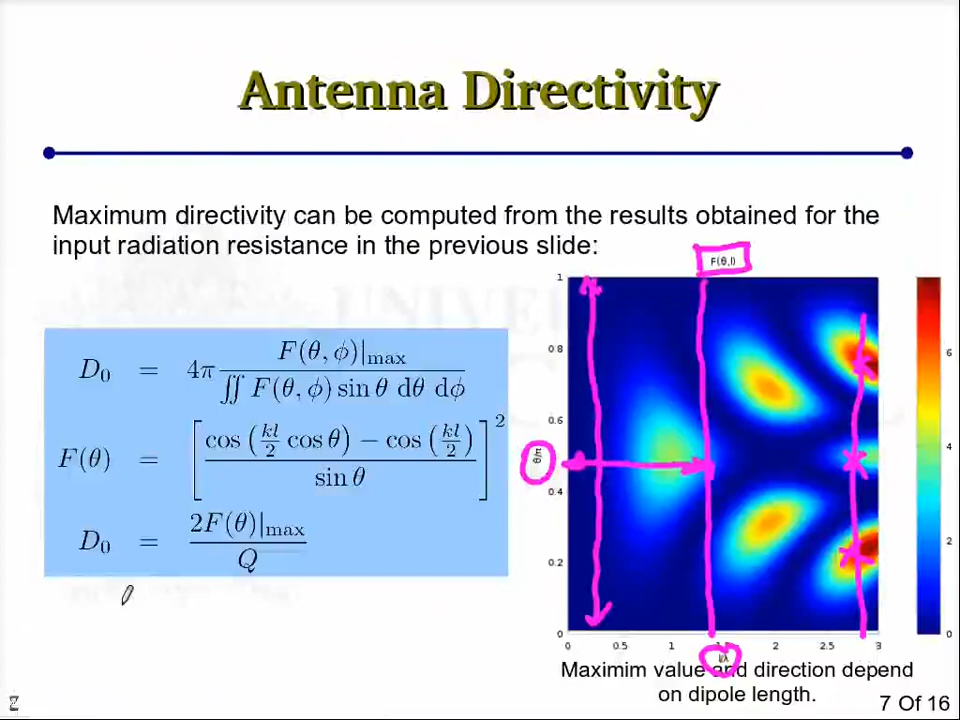 Antenna Directivity
Maximum directivity can be computed from the results obtained for the
input radiation resistance in the previous slide:
UNIVE
F(θ,l)
D₀ = 4π F(θ, ϕ)|max / ∬ F(θ, ϕ) sin θ dθ dϕ
F(θ) = [ (cos (kl/2 cos θ) − cos (kl/2)) / sin θ ]²
D₀ = 2F(θ)|max / Q
θ/π
1
0.8
0.6
0.4
0.2
0
0 0.5 1 1.5 2 2.5 3
l/λ
6
4
2
0
Maximim value and direction depend
on dipole length.
7 Of 16